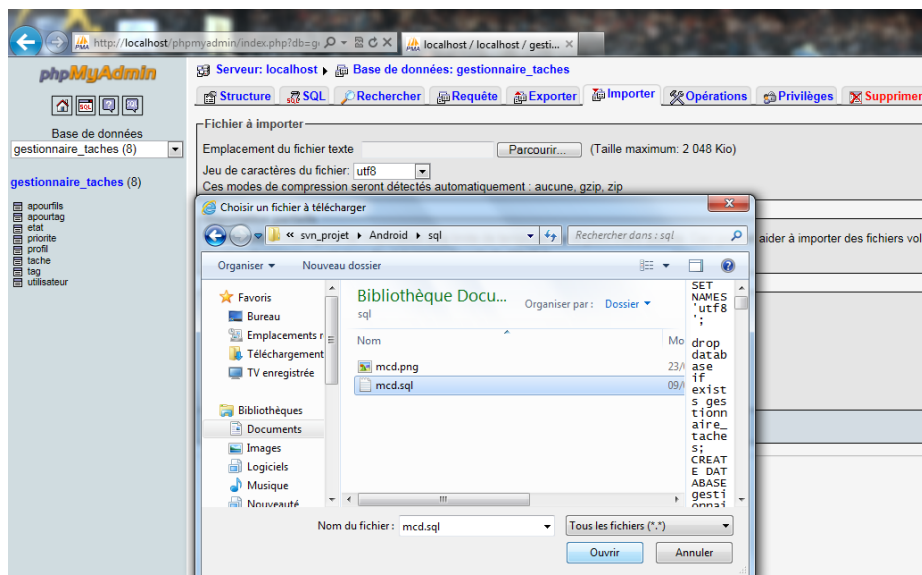 http://localhost/phpmyadmin/index.php?db=g
localhost / localhost / gesti...
phpMyAdmin
Serveur: localhost
Base de données: gestionnaire_taches
Structure
SQL
Rechercher
Requête
Exporter
Importer
Opérations
Privilèges
Supprimer
Base de données
gestionnaire_taches (8)
gestionnaire_taches (8)
apourfils
apourtag
etat
priorite
profil
tache
tag
utilisateur
Fichier à importer
Emplacement du fichier texte
Parcourir...
(Taille maximum: 2 048 Kio)
Jeu de caractères du fichier: utf8
Ces modes de compression seront détectés automatiquement : aucune, gzip, zip
aider à importer des fichiers vol
Choisir un fichier à télécharger
« svn_projet Android sql
Rechercher dans : sql
Organiser
Nouveau dossier
Favoris
Bureau
Emplacements r
Téléchargement
TV enregistrée
Bibliothèques
Documents
Images
Logiciels
Musique
Nouveauté
Bibliothèque Docu...
sql
Organiser par : Dossier
Nom
Mo
mcd.png
23/
mcd.sql
09/
SET
NAMES
'utf8
';
drop
datab
ase
if
exist
s ges
tionn
aire_
tache
s;
CREAT
E DAT
ABASE
gesti
onnai
Nom du fichier : mcd.sql
Tous les fichiers (*.*)
Ouvrir
Annuler